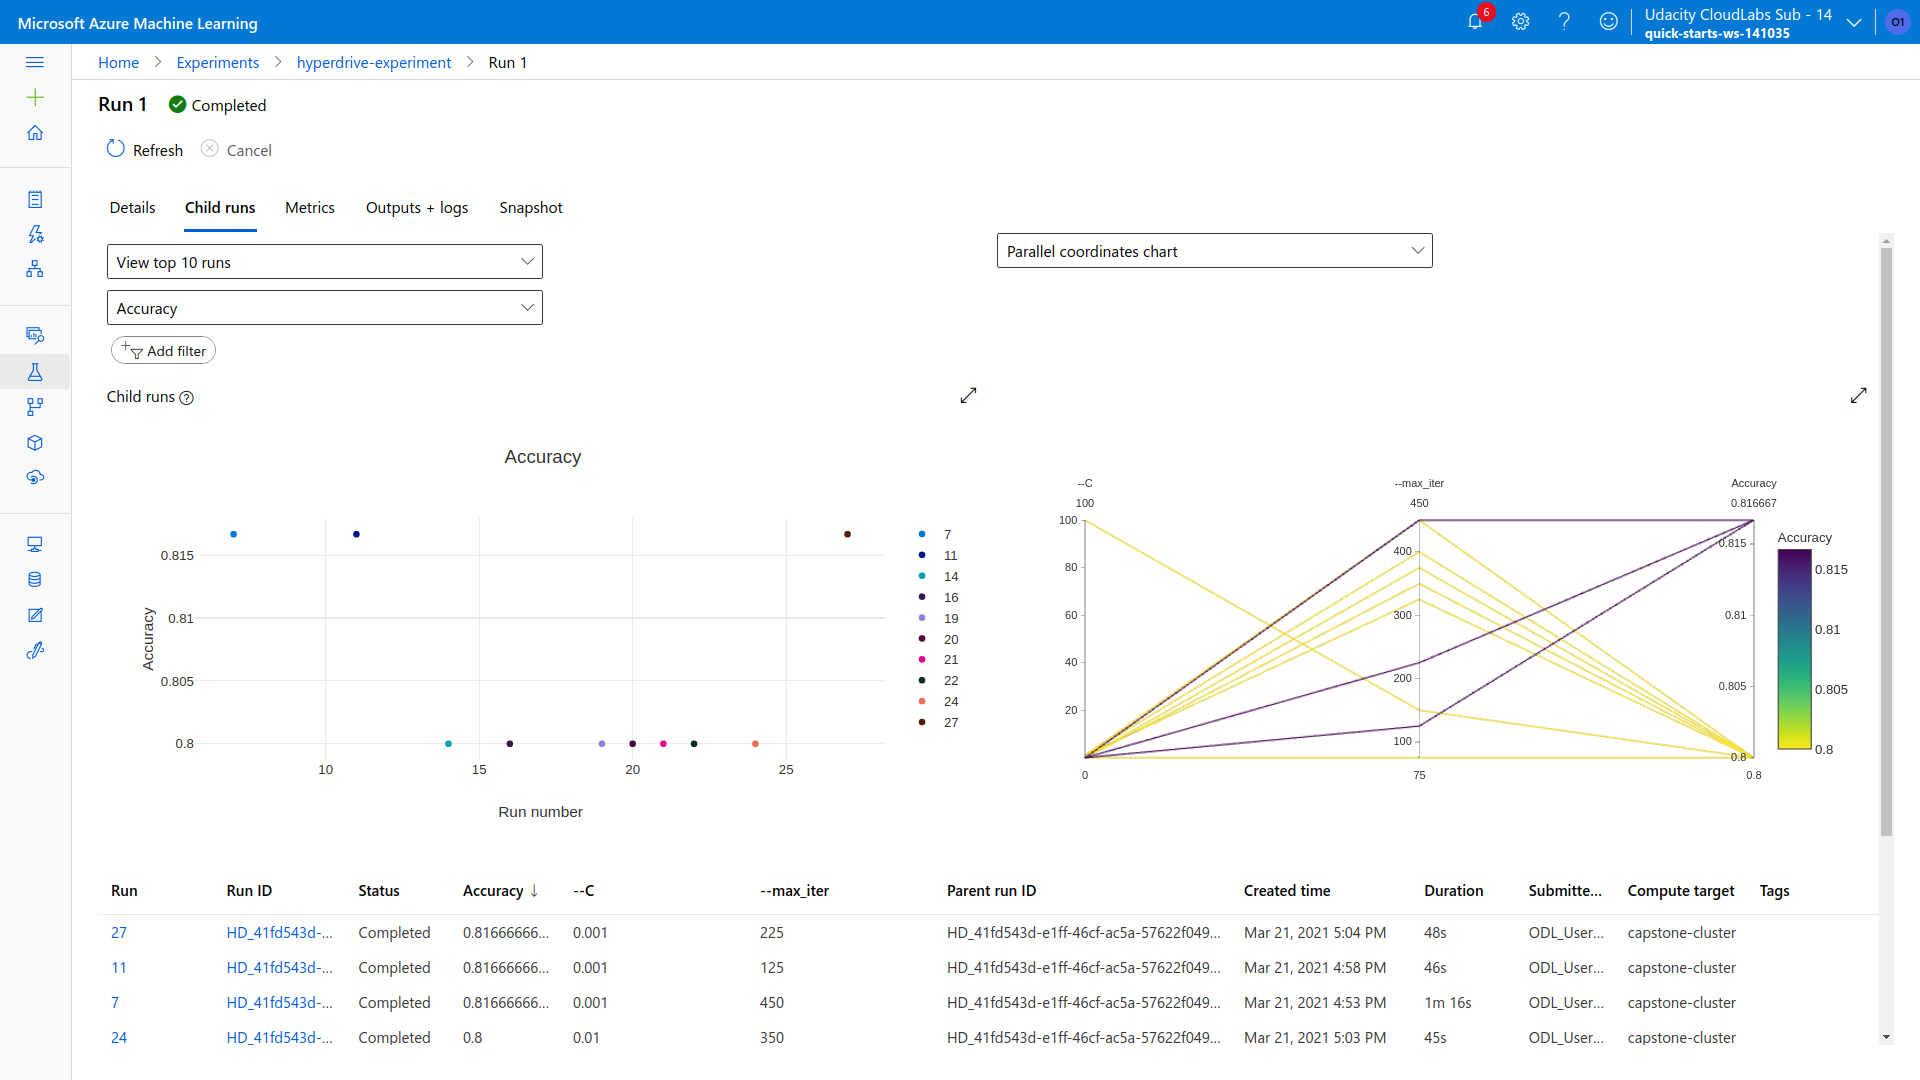 Microsoft Azure Machine Learning
6
Udacity CloudLabs Sub - 14
quick-starts-ws-141035
O1
Home > Experiments > hyperdrive-experiment > Run 1
Run 1 Completed
Refresh Cancel
Details Child runs Metrics Outputs + logs Snapshot
View top 10 runs
Parallel coordinates chart
Accuracy
Add filter
Child runs
Accuracy
Accuracy
0.815
0.81
0.805
0.8
10 15 20 25
Run number
7
11
14
16
19
20
21
22
24
27
--C --max_iter Accuracy
100 450 0.816667
100
80
60
40
20
400
300
200
100
0.815
0.81
0.805
0.8
0 75 0.8
Accuracy
0.815
0.81
0.805
0.8
Run Run ID Status Accuracy --C --max_iter Parent run ID Created time Duration Submitte... Compute target Tags
27 HD_41fd543d-... Completed 0.81666666... 0.001 225 HD_41fd543d-e1ff-46cf-ac5a-57622f049... Mar 21, 2021 5:04 PM 48s ODL_User... capstone-cluster
11 HD_41fd543d-... Completed 0.81666666... 0.001 125 HD_41fd543d-e1ff-46cf-ac5a-57622f049... Mar 21, 2021 4:58 PM 46s ODL_User... capstone-cluster
7 HD_41fd543d-... Completed 0.81666666... 0.001 450 HD_41fd543d-e1ff-46cf-ac5a-57622f049... Mar 21, 2021 4:53 PM 1m 16s ODL_User... capstone-cluster
24 HD_41fd543d-... Completed 0.8 0.01 350 HD_41fd543d-e1ff-46cf-ac5a-57622f049... Mar 21, 2021 5:03 PM 45s ODL_User... capstone-cluster